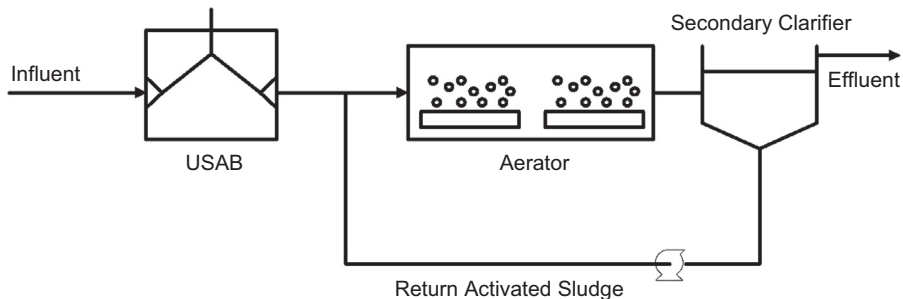 Secondary Clarifier
Influent
Effluent
USAB
Aerator
Return Activated Sludge